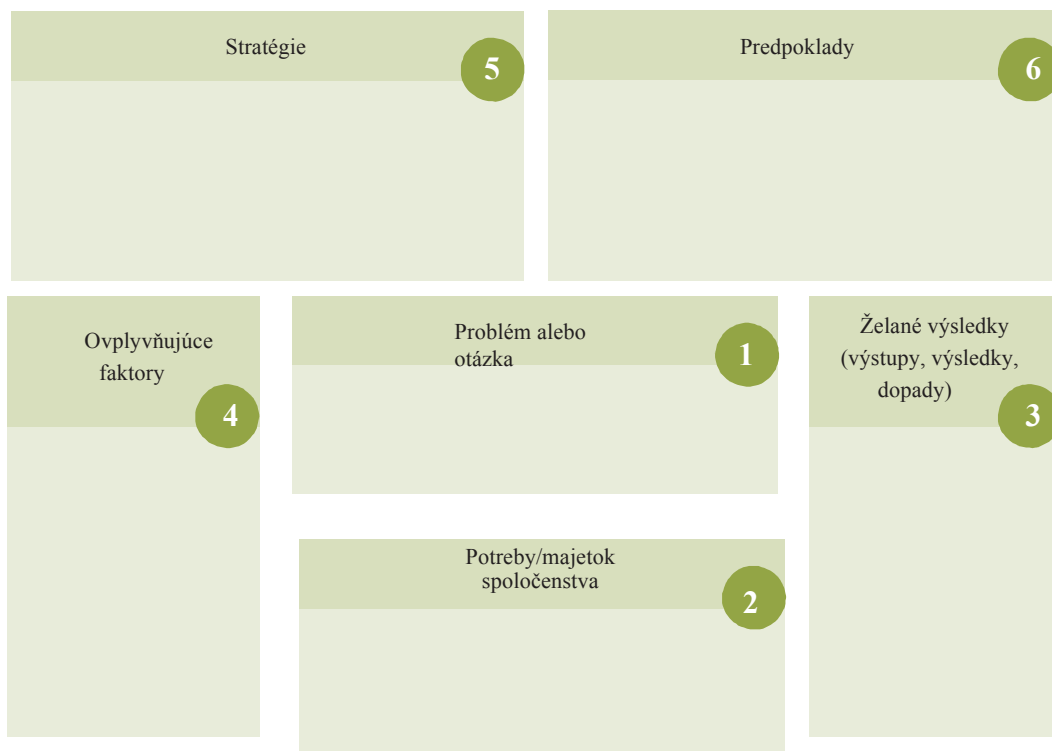 Stratégie
5
Predpoklady
6
Ovplyvňujúce
faktory
4
Problém alebo
otázka
1
Želané výsledky
(výstupy, výsledky,
dopady)
3
Potreby/majetok
spoločenstva
2